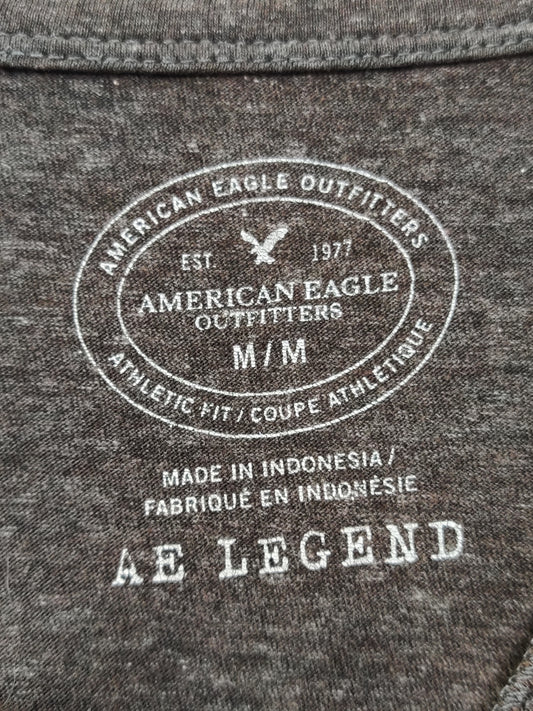 AMERICAN EAGLE OUTFITTERS
EST. 1977
AMERICAN EAGLE
OUTFITTERS
M/M
ATHLETIC FIT / COUPE ATHLÉTIQUE
MADE IN INDONESIA /
FABRIQUÉ EN INDONÉSIE
AE LEGEND